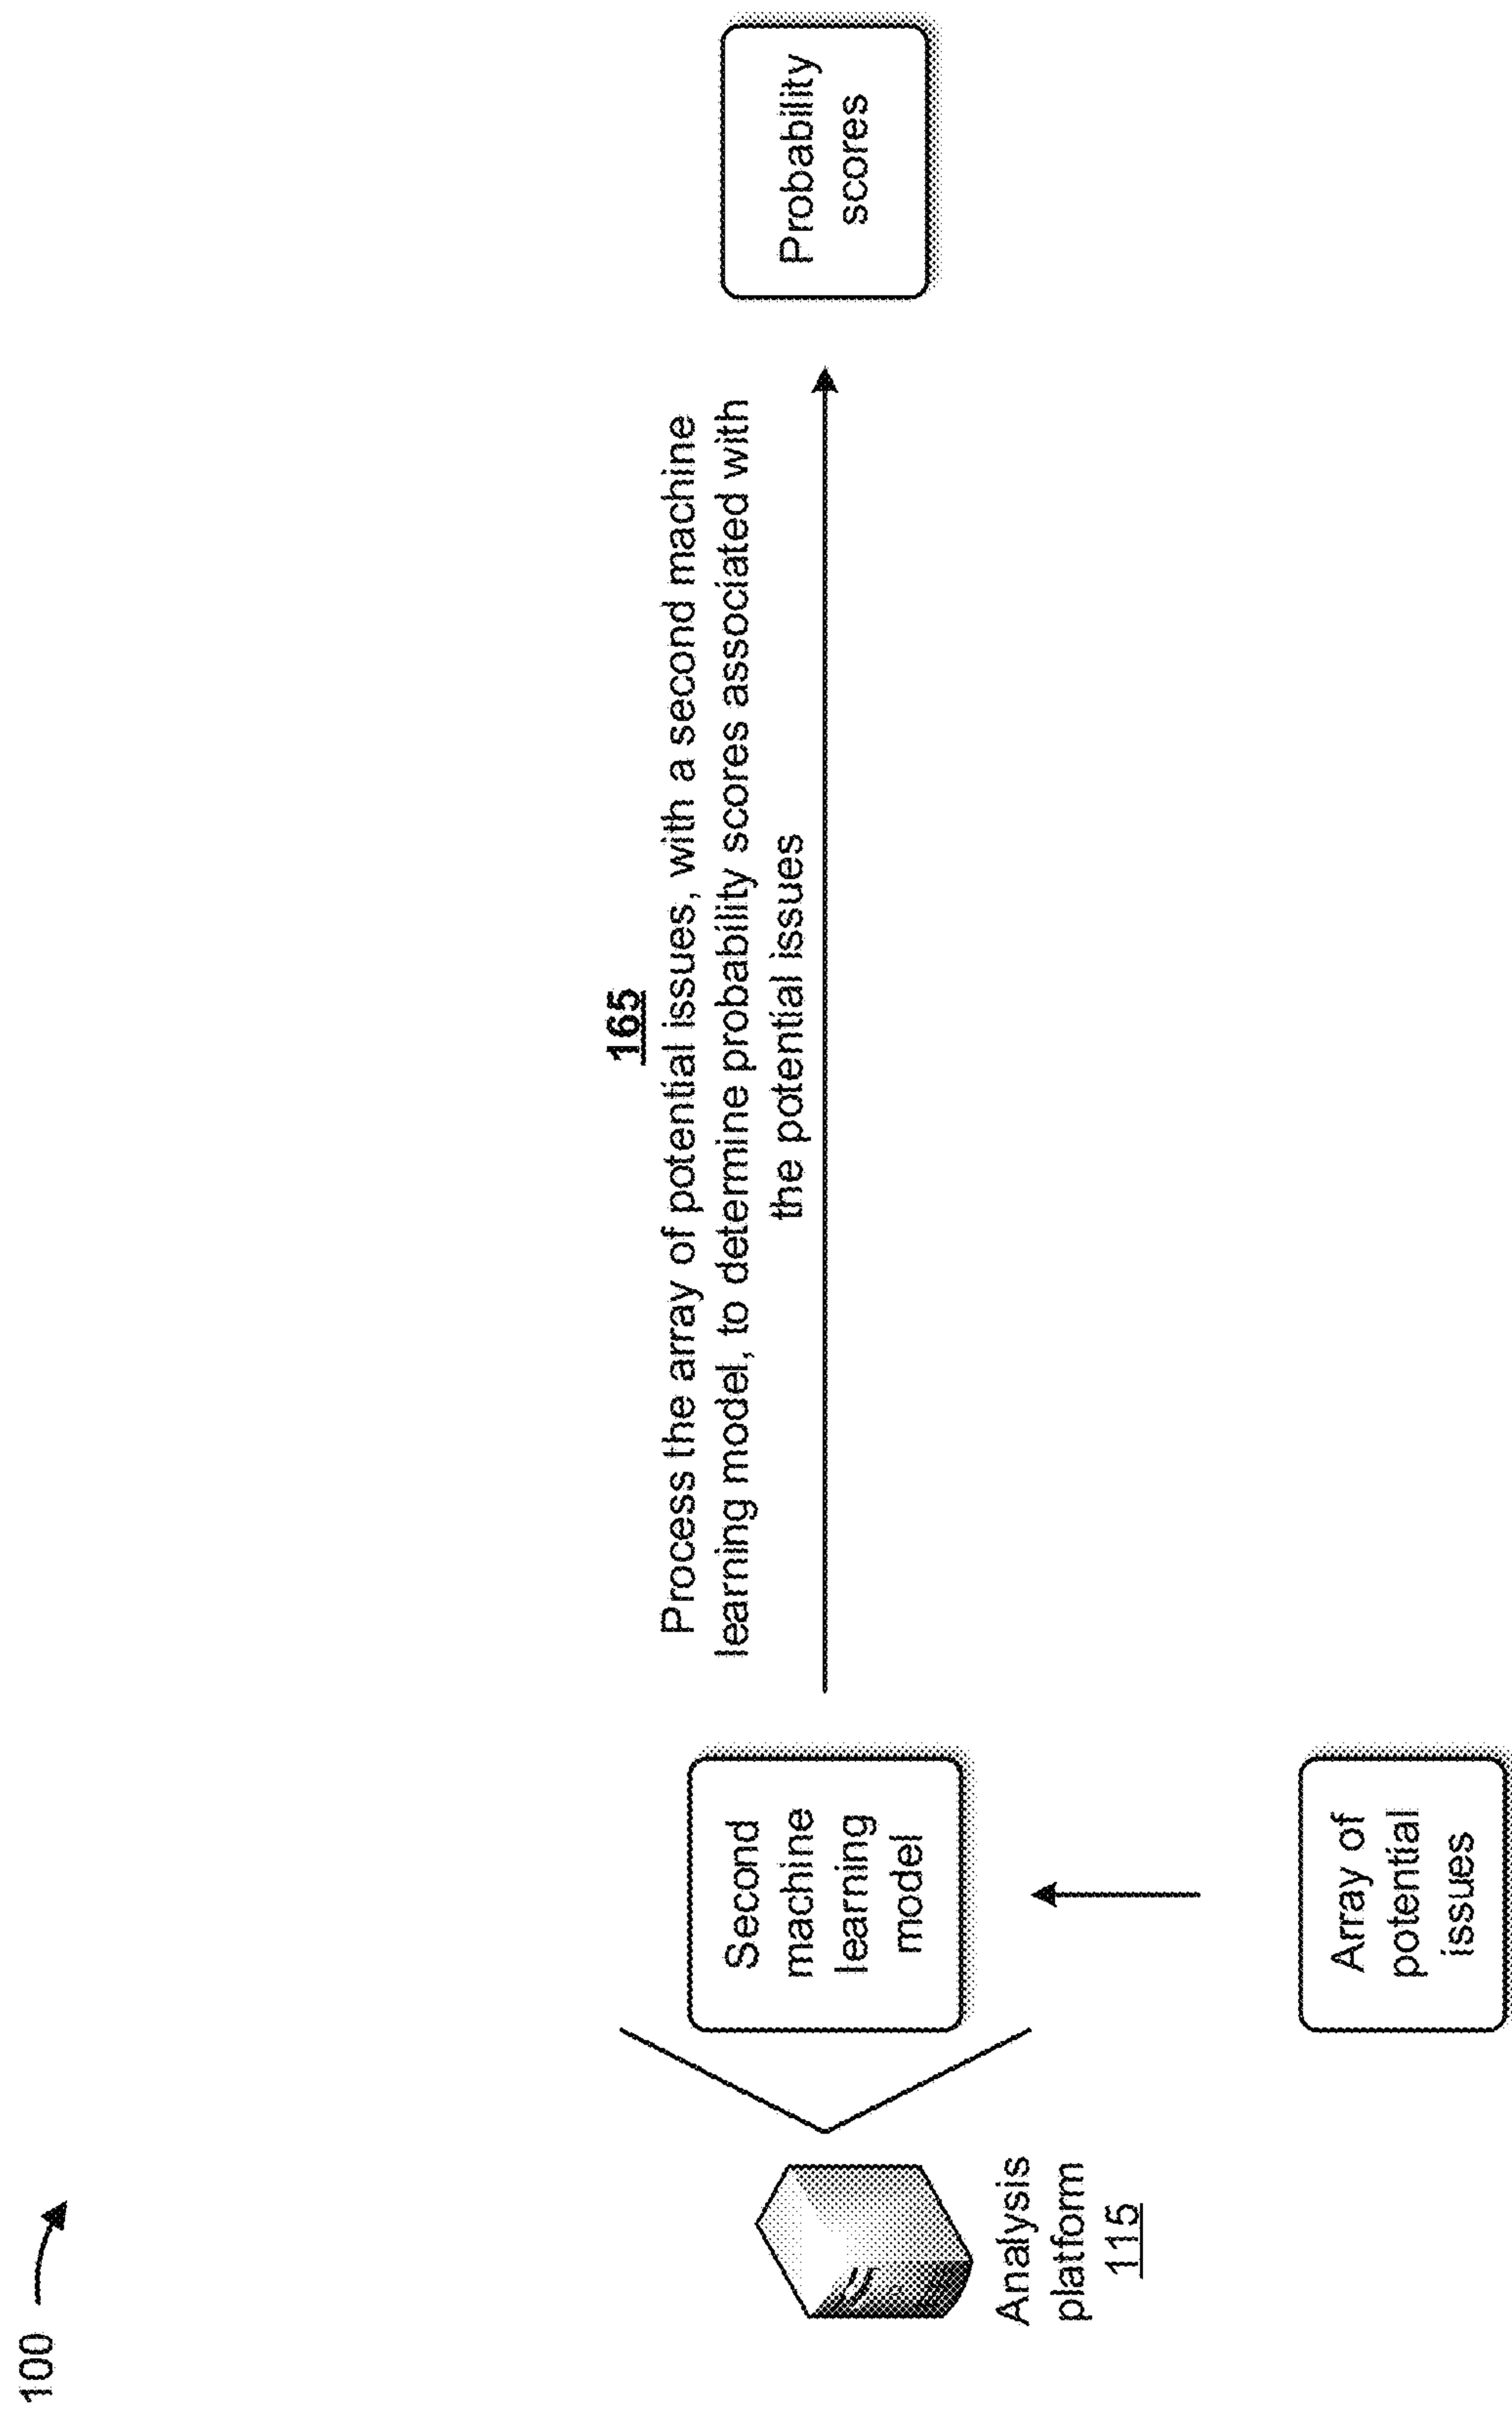 100
165
Process the array of potential issues, with a second machine
learning model, to determine probability scores associated with
the potential issues
Second
machine
learning
model
Probability
scores
Analysis
platform
115
Array of
potential
issues